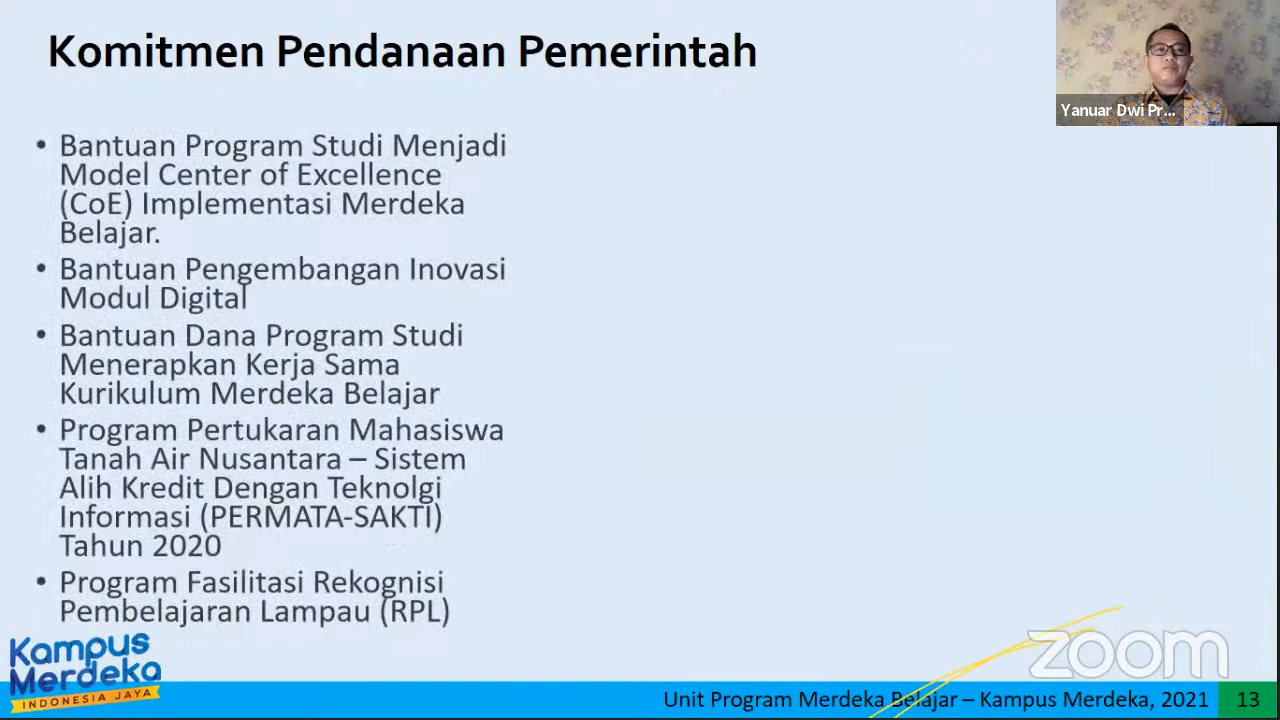 Komitmen Pendanaan Pemerintah
Yanuar Dwi Pr...
• Bantuan Program Studi Menjadi
Model Center of Excellence
(CoE) Implementasi Merdeka
Belajar.
• Bantuan Pengembangan Inovasi
Modul Digital
• Bantuan Dana Program Studi
Menerapkan Kerja Sama
Kurikulum Merdeka Belajar
• Program Pertukaran Mahasiswa
Tanah Air Nusantara – Sistem
Alih Kredit Dengan Teknolgi
Informasi (PERMATA-SAKTI)
Tahun 2020
• Program Fasilitasi Rekognisi
Pembelajaran Lampau (RPL)
Kampus
Merdeka
INDONESIA JAYA
zoom
Unit Program Merdeka Belajar – Kampus Merdeka, 2021
13